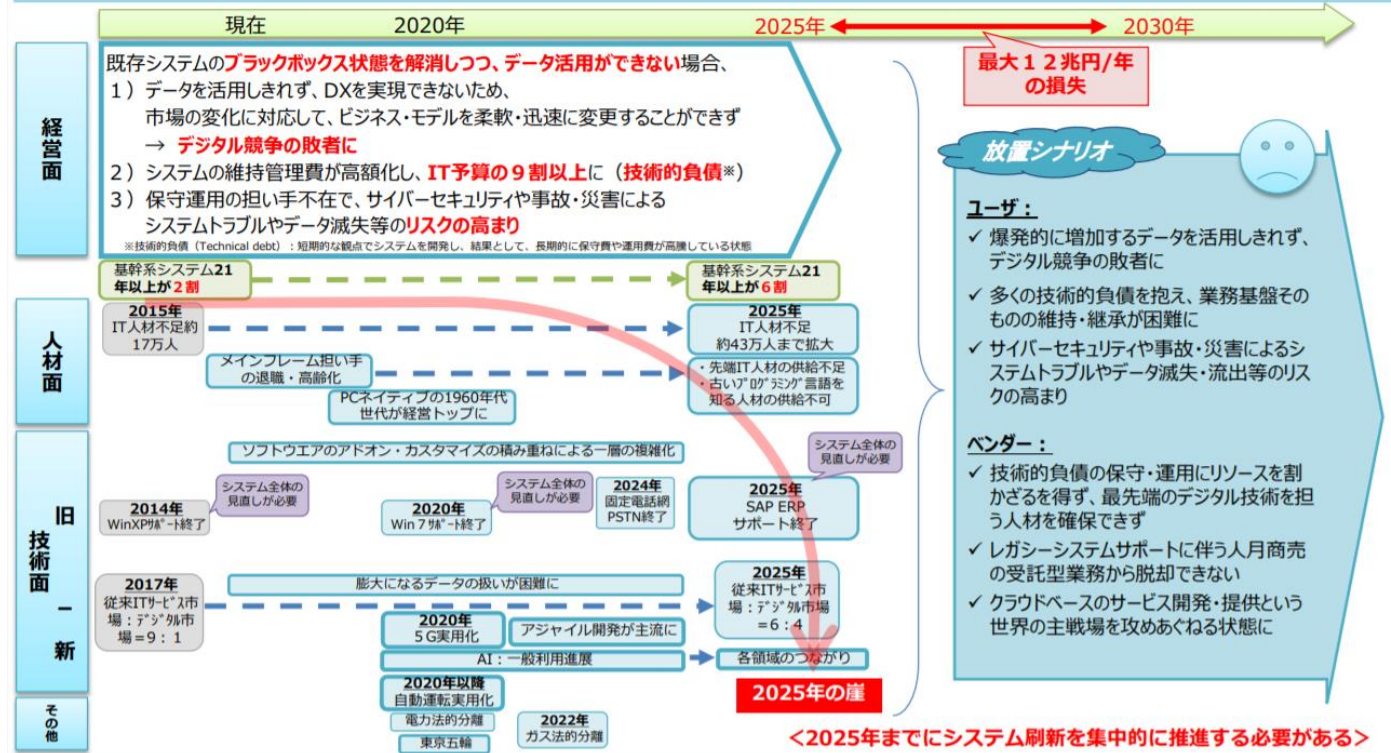 現在
2020年
2025年
2030年
最大１２兆円/年
の損失
経営面
既存システムのブラックボックス状態を解消しつつ、データ活用ができない場合、
１）データを活用しきれず、DXを実現できないため、
市場の変化に対応して、ビジネス・モデルを柔軟・迅速に変更することができず
→ デジタル競争の敗者に
２）システムの維持管理費が高額化し、IT予算の９割以上に（技術的負債※）
３）保守運用の担い手不在で、サイバーセキュリティや事故・災害による
システムトラブルやデータ滅失等のリスクの高まり
※技術的負債（Technical debt）：短期的な観点でシステムを開発し、結果として、長期的に保守費や運用費が高騰している状態
基幹系システム21
年以上が２割
基幹系システム21
年以上が６割
人材面
2015年
IT人材不足約
17万人
2025年
IT人材不足
約43万人まで拡大
メインフレーム担い手
の退職・高齢化
・先端IT人材の供給不足
・古いﾌﾟﾛｸﾞﾗﾐﾝｸﾞ言語を
知る人材の供給不可
PCネイティブの1960年代
世代が経営トップに
技術面
旧
ー
新
ソフトウエアのアドオン・カスタマイズの積み重ねによる一層の複雑化
システム全体の
見直しが必要
システム全体の
見直しが必要
システム全体の
見直しが必要
2014年
WinXPｻﾎﾟｰﾄ終了
2020年
Win７ｻﾎﾟｰﾄ終了
2024年
固定電話網
PSTN終了
2025年
SAP ERP
サポート終了
2017年
従来ITｻｰﾋﾞｽ市
場：ﾃﾞｼﾞﾀﾙ市
場＝9：1
膨大になるデータの扱いが困難に
2025年
従来ITｻｰﾋﾞｽ市
場：ﾃﾞｼﾞﾀﾙ市場
＝6：4
2020年
５G実用化
アジャイル開発が主流に
AI：一般利用進展
各領域のつながり
2020年以降
自動運転実用化
2025年の崖
その他
電力法的分離
東京五輪
2022年
ガス法的分離
放置シナリオ
ユーザ：
✓ 爆発的に増加するデータを活用しきれず、
デジタル競争の敗者に
✓ 多くの技術的負債を抱え、業務基盤その
ものの維持・継承が困難に
✓ サイバーセキュリティや事故・災害によるシ
ステムトラブルやデータ滅失・流出等のリス
クの高まり
ベンダー：
✓ 技術的負債の保守・運用にリソースを割
かざるを得ず、最先端のデジタル技術を担
う人材を確保できず
✓ レガシーシステムサポートに伴う人月商売
の受託型業務から脱却できない
✓ クラウドベースのサービス開発・提供という
世界の主戦場を攻めあぐねる状態に
＜2025年までにシステム刷新を集中的に推進する必要がある＞